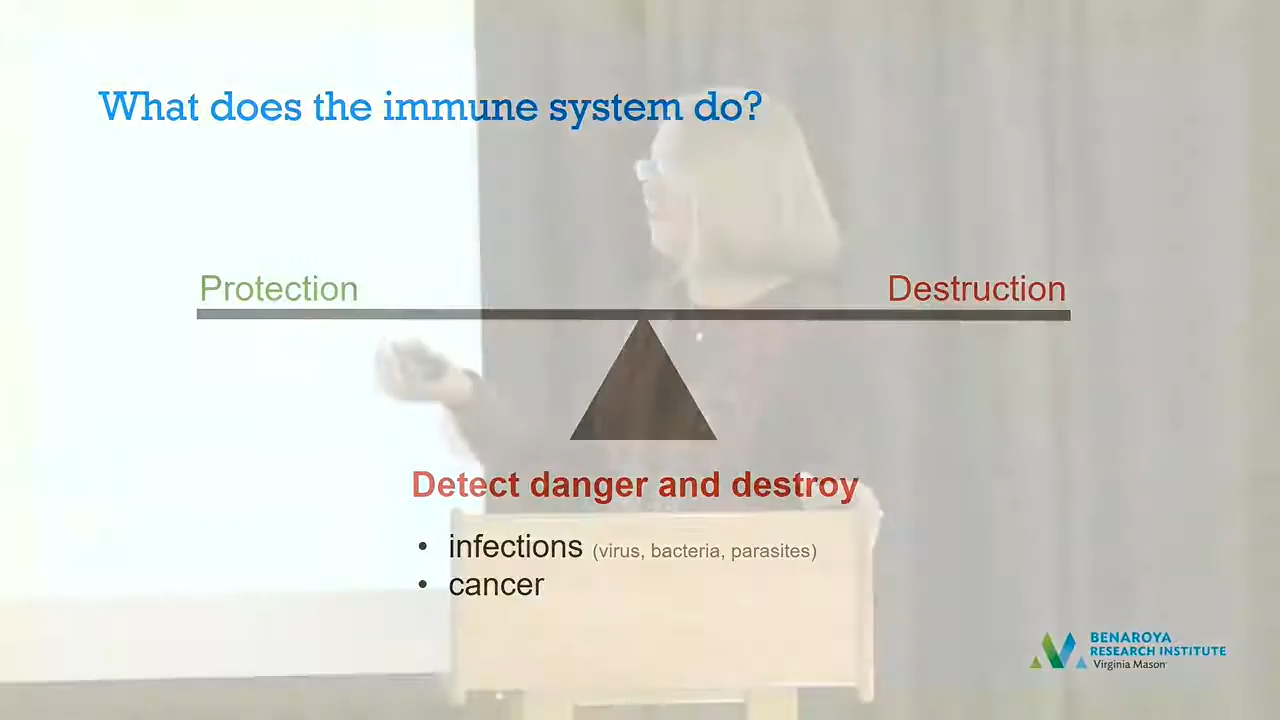 What does the immune system do?
Protection
Destruction
Detect danger and destroy
• infections (virus, bacteria, parasites)
• cancer
BENAROYA
RESEARCH INSTITUTE
Virginia Mason